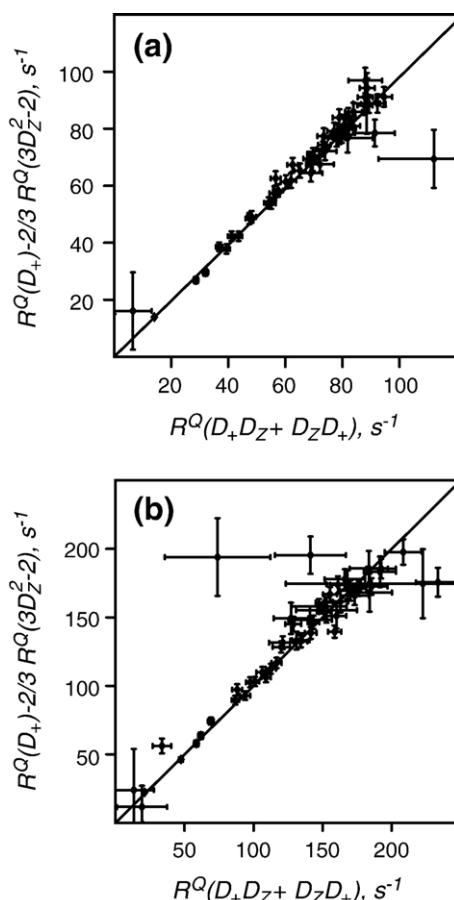 (a)
R^Q(D_+)-2/3 R^Q(3D_Z^2-2), s^-1
100
80
60
40
20
20 40 60 80 100
R^Q(D_+D_Z+ D_ZD_+), s^-1
(b)
R^Q(D_+)-2/3 R^Q(3D_Z^2-2), s^-1
200
150
100
50
50 100 150 200
R^Q(D_+D_Z+ D_ZD_+), s^-1